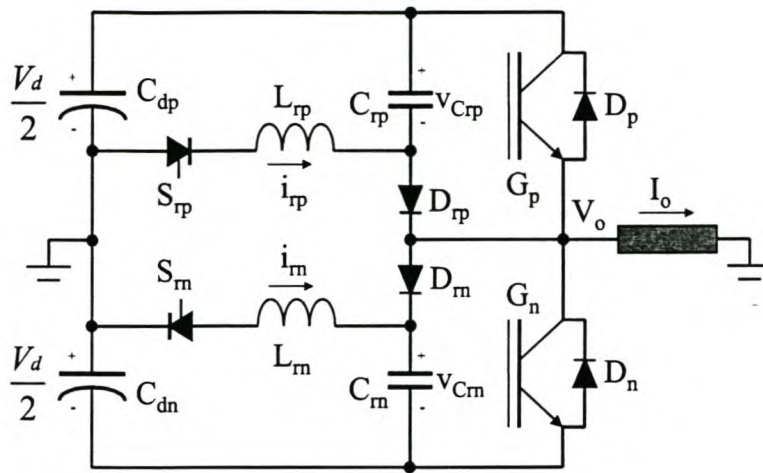 V_d/2
+
-
C_dp
S_rp
L_rp
i_rp
C_rp
+
v_Crp
-
D_rp
G_p
D_p
V_o
I_o
S_rn
i_rn
L_rn
D_rn
G_n
D_n
V_d/2
+
-
C_dn
C_rn
+
v_Crn
-